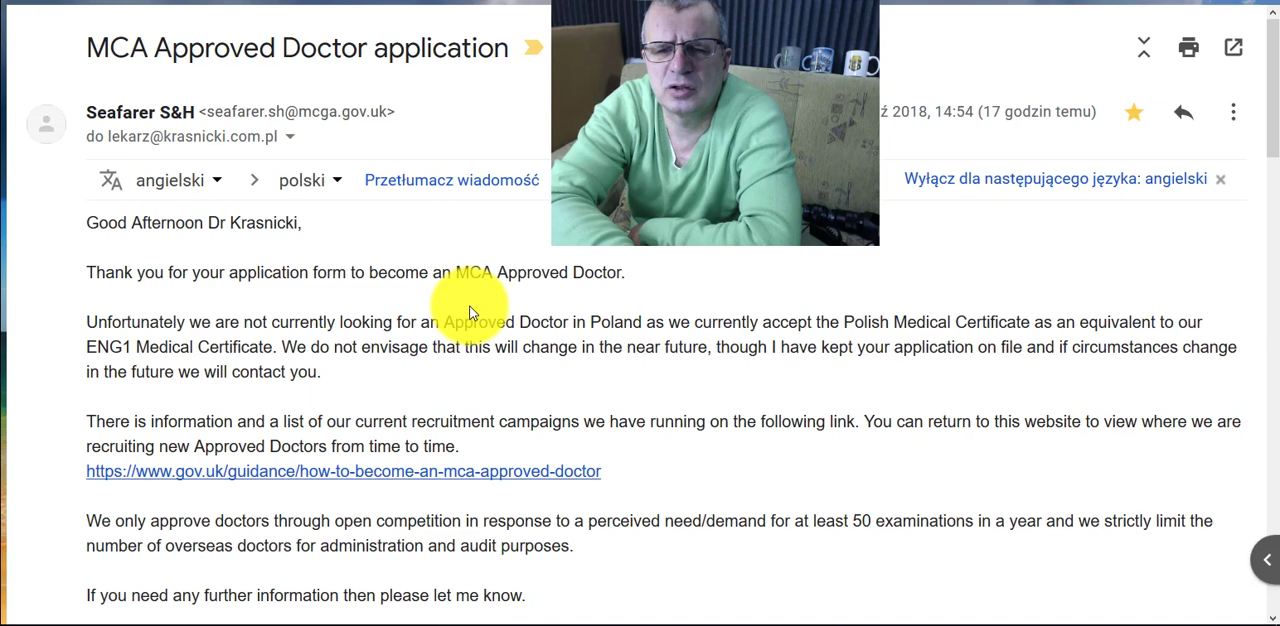 MCA Approved Doctor application
Seafarer S&H <seafarer.sh@mcga.gov.uk>
ź 2018, 14:54 (17 godzin temu)
do lekarz@krasnicki.com.pl
angielski > polski Przetłumacz wiadomość
Wyłącz dla następującego języka: angielski
Good Afternoon Dr Krasnicki,
Thank you for your application form to become an MCA Approved Doctor.
Unfortunately we are not currently looking for an Approved Doctor in Poland as we currently accept the Polish Medical Certificate as an equivalent to our
ENG1 Medical Certificate. We do not envisage that this will change in the near future, though I have kept your application on file and if circumstances change
in the future we will contact you.
There is information and a list of our current recruitment campaigns we have running on the following link. You can return to this website to view where we are
recruiting new Approved Doctors from time to time.
https://www.gov.uk/guidance/how-to-become-an-mca-approved-doctor
We only approve doctors through open competition in response to a perceived need/demand for at least 50 examinations in a year and we strictly limit the
number of overseas doctors for administration and audit purposes.
If you need any further information then please let me know.